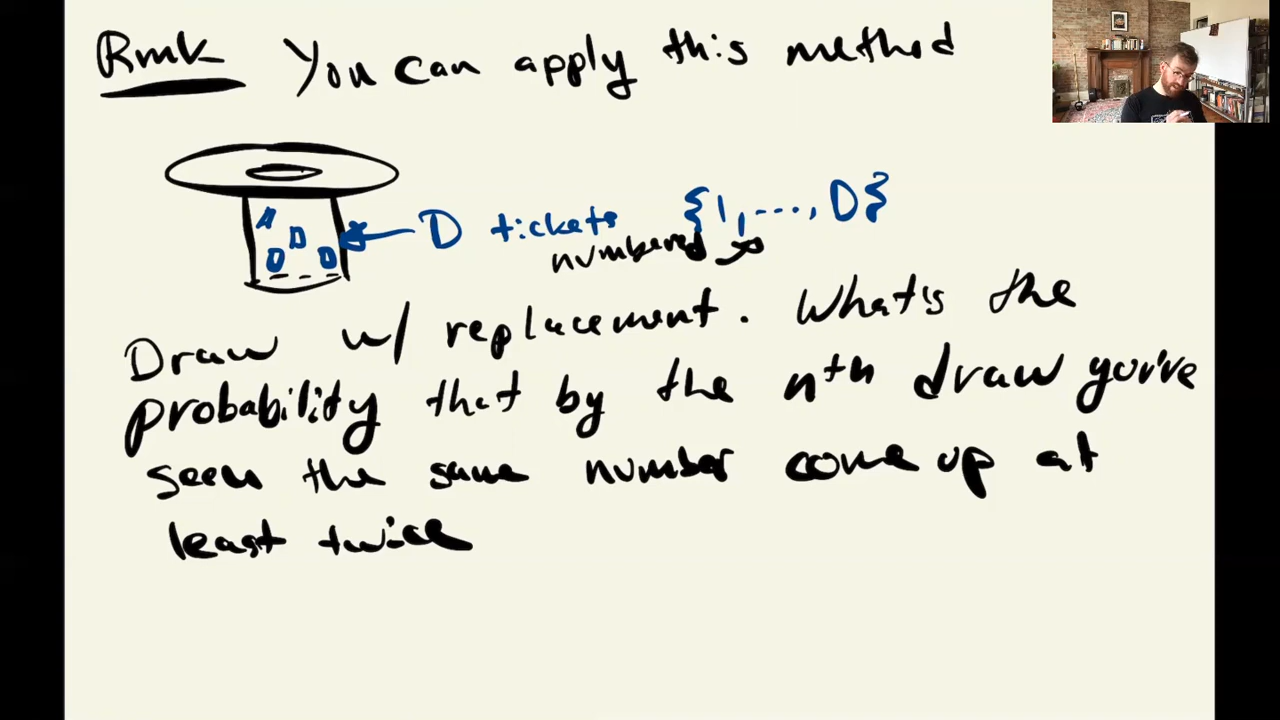 Rmk You can apply this method
D tickets {1,...,D}
numbered
Draw w/ replacement. What's the
probability that by the nth draw you've
seen the same number come up at
least twice